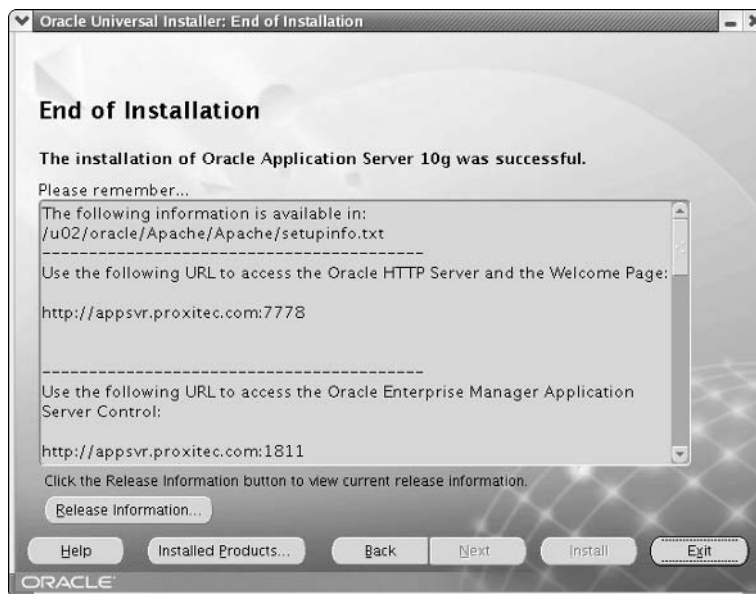 Oracle Universal Installer: End of Installation
End of Installation
The installation of Oracle Application Server 10g was successful.
Please remember...
The following information is available in:
/u02/oracle/Apache/Apache/setupinfo.txt
-----------------------------------------
Use the following URL to access the Oracle HTTP Server and the Welcome Page:
http://appsvr.proxitec.com:7778
-----------------------------------------
Use the following URL to access the Oracle Enterprise Manager Application
Server Control:
http://appsvr.proxitec.com:1811
Click the Release Information button to view current release information.
Release Information...
Help
Installed Products...
Back
Next
Install
Exit
ORACLE